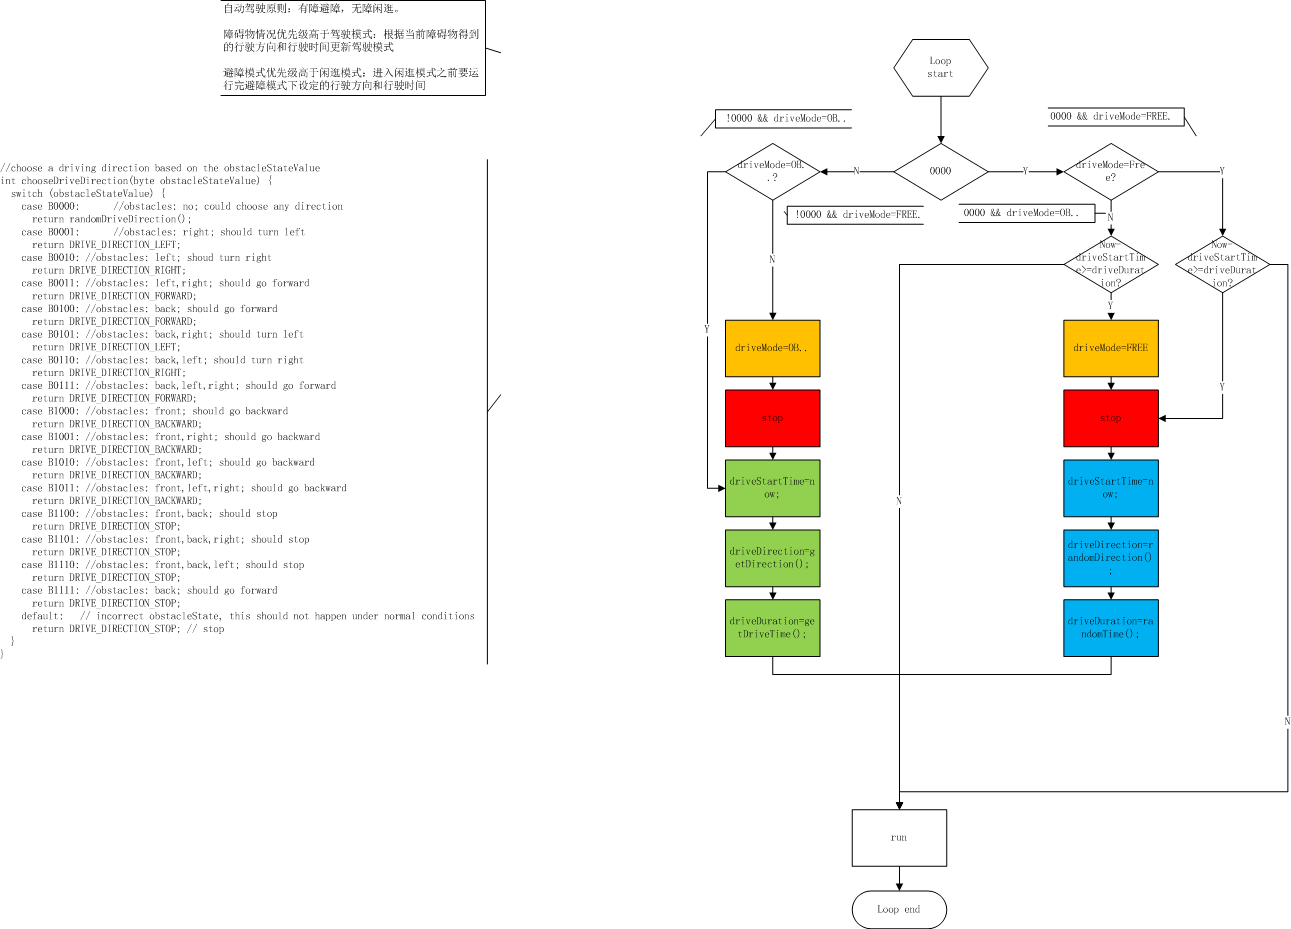 自动驾驶原则：有障避障，无障闲逛。
障碍物情况优先级高于驾驶模式：根据当前障碍物得到
的行驶方向和行驶时间更新驾驶模式
避障模式优先级高于闲逛模式：进入闲逛模式之前要运
行完避障模式下设定的行驶方向和行驶时间
//choose a driving direction based on the obstacleStateValue
int chooseDriveDirection(byte obstacleStateValue) {
switch (obstacleStateValue) {
case B0000: //obstacles: no; could choose any direction
return randomDriveDirection();
case B0001: //obstacles: right; should turn left
return DRIVE_DIRECTION_LEFT;
case B0010: //obstacles: left; shoud turn right
return DRIVE_DIRECTION_RIGHT;
case B0011: //obstacles: left,right; should go forward
return DRIVE_DIRECTION_FORWARD;
case B0100: //obstacles: back; should go forward
return DRIVE_DIRECTION_FORWARD;
case B0101: //obstacles: back,right; should turn left
return DRIVE_DIRECTION_LEFT;
case B0110: //obstacles: back,left; should turn right
return DRIVE_DIRECTION_RIGHT;
case B0111: //obstacles: back,left,right; should go forward
return DRIVE_DIRECTION_FORWARD;
case B1000: //obstacles: front; should go backward
return DRIVE_DIRECTION_BACKWARD;
case B1001: //obstacles: front,right; should go backward
return DRIVE_DIRECTION_BACKWARD;
case B1010: //obstacles: front,left; should go backward
return DRIVE_DIRECTION_BACKWARD;
case B1011: //obstacles: front,left,right; should go backward
return DRIVE_DIRECTION_BACKWARD;
case B1100: //obstacles: front,back; should stop
return DRIVE_DIRECTION_STOP;
case B1101: //obstacles: front,back,right; should stop
return DRIVE_DIRECTION_STOP;
case B1110: //obstacles: front,back,left; should stop
return DRIVE_DIRECTION_STOP;
case B1111: //obstacles: back; should go forward
return DRIVE_DIRECTION_STOP;
default: // incorrect obstacleState, this should not happen under normal conditions
return DRIVE_DIRECTION_STOP; // stop
}
}
Loop
start
!0000 && driveMode=OB..
0000 && driveMode=FREE.
driveMode=OB.
.?
N
0000
Y
driveMode=Fre
e?
Y
!0000 && driveMode=FREE.
0000 && driveMode=OB..
N
N
Now-
driveStartTim
e>=driveDurat
ion?
Now-
driveStartTim
e>=driveDurat
ion?
Y
Y
driveMode=OB..
driveMode=FREE
Y
stop
stop
driveStartTime=n
ow;
driveStartTime=
now;
N
driveDirection=g
etDirection();
driveDirection=r
andomDirection()
;
driveDuration=ge
tDriveTime();
driveDuration=ra
ndomTime();
N
run
Loop end